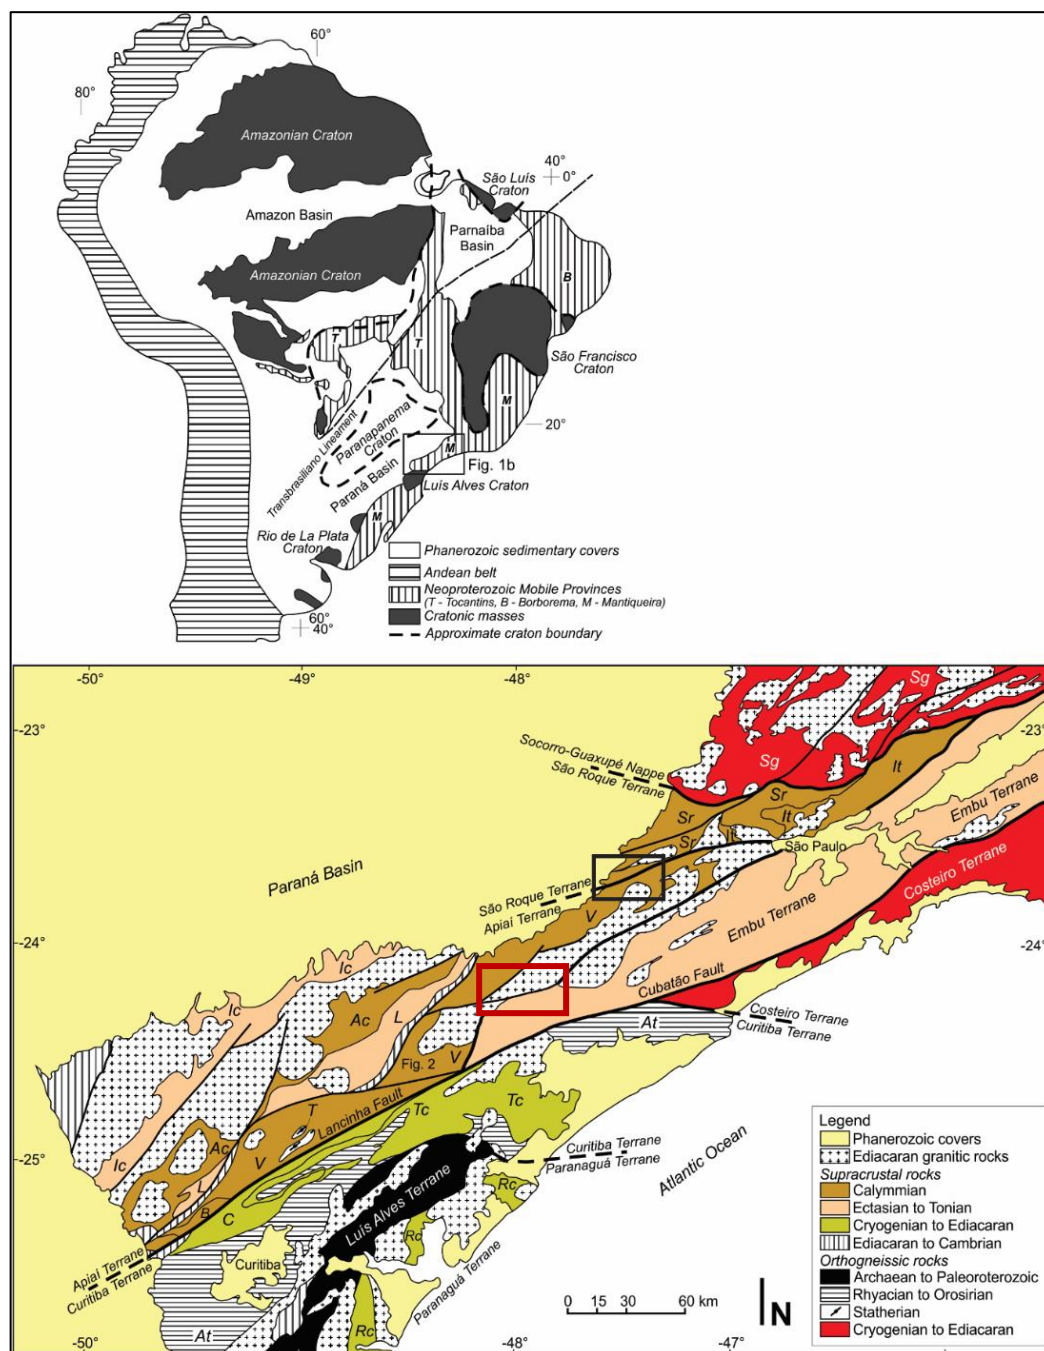 60°
80°
Amazonian Craton
São Luís
Craton
40°
0°
Amazon Basin
Parnaíba
Basin
Amazonian Craton
B
T
T
São Francisco
Craton
M
20°
Transbrasiliano Lineament
Paranapanema
Craton
M
Fig. 1b
Paraná Basin
Luis Alves Craton
M
Rio de La Plata
Craton
Phanerozoic sedimentary covers
Andean belt
Neoproterozoic Mobile Provinces
(T - Tocantins, B - Borborema, M - Mantiqueira)
Cratonic masses
Approximate craton boundary
60°
40°
-50°
-49°
-48°
Sg
-23°
-23°
Socorro-Guaxupé Nappe
São Roque Terrane
Sg
It
Sr
Sr
It
Embu Terrane
Sr
It
São Paulo
Paraná Basin
Costeiro Terrane
São Roque Terrane
Apiaí Terrane
V
Embu Terrane
-24°
-24°
Ic
Cubatão Fault
Ic
Ac
L
At
Costeiro Terrane
Curitiba Terrane
Fig. 2
V
T
Lancinha Fault
Tc
Tc
Atlantic Ocean
-25°
Ac
Ic
V
Curitiba Terrane
Paranaguá Terrane
L
B
C
Luís Alves Terrane
Rc
Rc
Apiaí Terrane
Curitiba Terrane
Curitiba
Paranaguá Terrane
At
Rc
-50°
-48°
-47°
0 15 30 60 km
N
Legend
Phanerozoic covers
Ediacaran granitic rocks
Supracrustal rocks
Calymmian
Ectasian to Tonian
Cryogenian to Ediacaran
Ediacaran to Cambrian
Orthogneissic rocks
Archaean to Paleoroterozoic
Rhyacian to Orosirian
Statherian
Cryogenian to Ediacaran